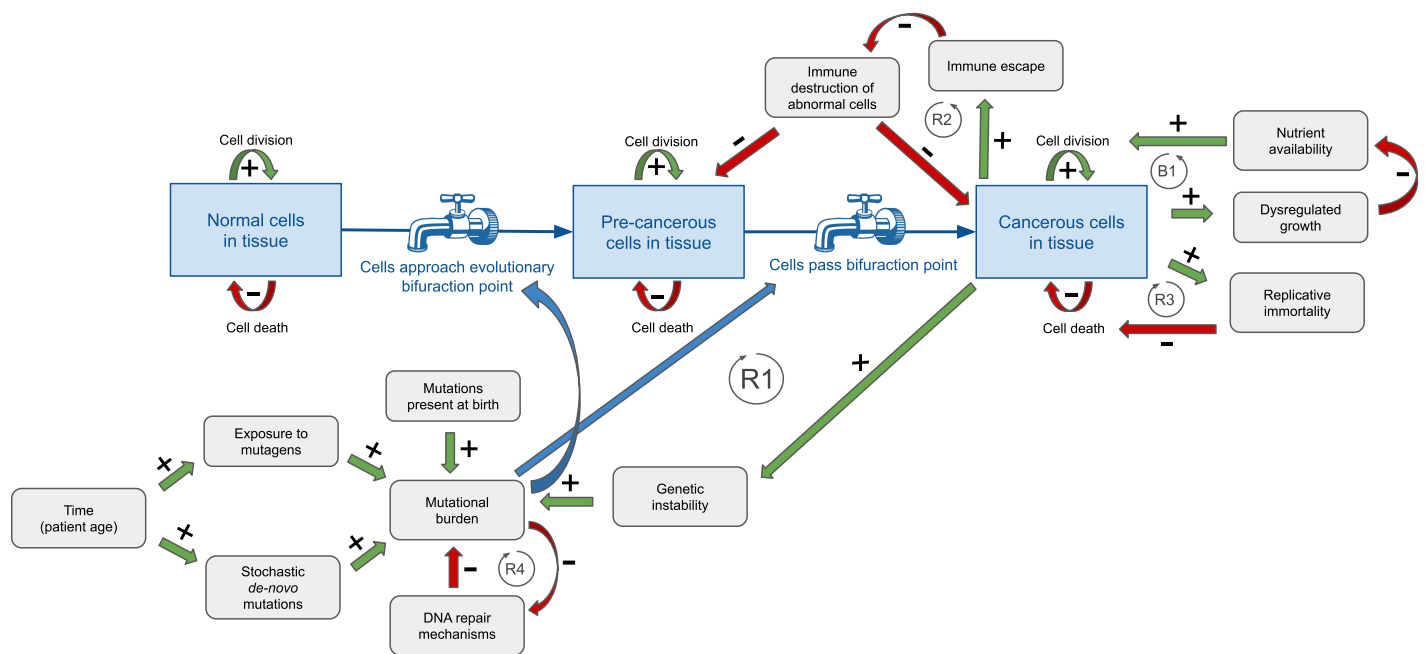 Immune
destruction of
abnormal cells
Immune escape
R2
Cell division
Normal cells
in tissue
Cell death
Cells approach evolutionary
bifuraction point
Cell division
Pre-cancerous
cells in tissue
Cell death
Cells pass bifuraction point
Cell division
Cancerous cells
in tissue
Cell death
Nutrient
availability
B1
Dysregulated
growth
R3
Replicative
immortality
R1
Mutations
present at birth
Exposure to
mutagens
Time
(patient age)
Stochastic
de-novo
mutations
Mutational
burden
Genetic
instability
R4
DNA repair
mechanisms
+
-
+
-
+
-
-
-
-
+
+
-
+
+
-
+
-
+
+
+
+
+
+
+
-
-